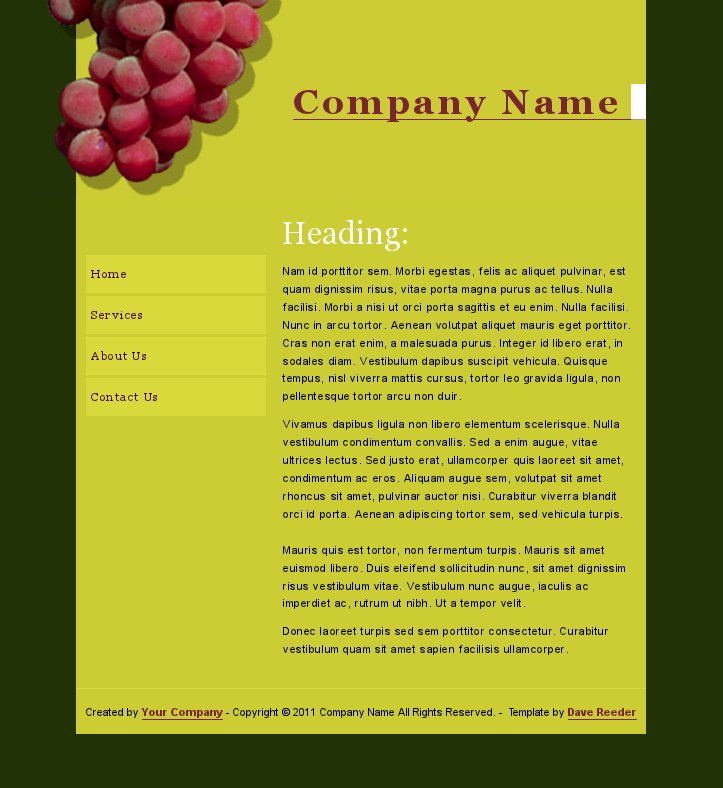 Company Name
Heading:
Home
Services
About Us
Contact Us
Nam id porttitor sem. Morbi egestas, felis ac aliquet pulvinar, est
quam dignissim risus, vitae porta magna purus ac tellus. Nulla
facilisi. Morbi a nisi ut orci porta sagittis et eu enim. Nulla facilisi.
Nunc in arcu tortor. Aenean volutpat aliquet mauris eget porttitor.
Cras non erat enim, a malesuada purus. Integer id libero erat, in
sodales diam. Vestibulum dapibus suscipit vehicula. Quisque
tempus, nisl viverra mattis cursus, tortor leo gravida ligula, non
pellentesque tortor arcu non duir.
Vivamus dapibus ligula non libero elementum scelerisque. Nulla
vestibulum condimentum convallis. Sed a enim augue, vitae
ultrices lectus. Sed justo erat, ullamcorper quis laoreet sit amet,
condimentum ac eros. Aliquam augue sem, volutpat sit amet
rhoncus sit amet, pulvinar auctor nisi. Curabitur viverra blandit
orci id porta. Aenean adipiscing tortor sem, sed vehicula turpis.
Mauris quis est tortor, non fermentum turpis. Mauris sit amet
euismod libero. Duis eleifend sollicitudin nunc, sit amet dignissim
risus vestibulum vitae. Vestibulum nunc augue, iaculis ac
imperdiet ac, rutrum ut nibh. Ut a tempor velit.
Donec laoreet turpis sed sem porttitor consectetur. Curabitur
vestibulum quam sit amet sapien facilisis ullamcorper.
Created by Your Company - Copyright © 2011 Company Name All Rights Reserved. - Template by Dave Reeder